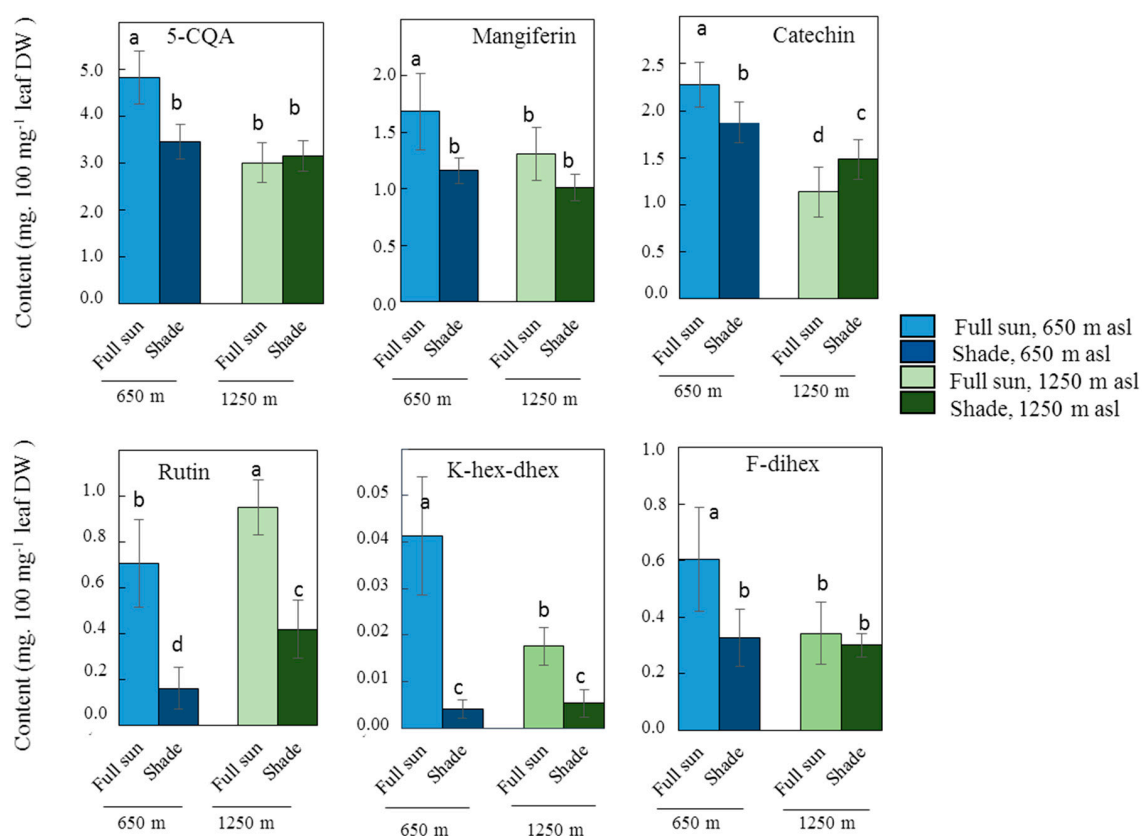 Content (mg. 100 mg⁻¹ leaf DW )
5-CQA
5.0
4.0
3.0
2.0
1.0
0.0
a
b
b
b
Full sun
Shade
Full sun
Shade
650 m
1250 m
Mangiferin
2.0
1.5
1.0
0.5
0.0
a
b
b
b
Full sun
Shade
Full sun
Shade
650 m
1250 m
Catechin
2.5
2.0
1.5
1.0
0.5
0.0
a
b
d
c
Full sun
Shade
Full sun
Shade
650 m
1250 m
Full sun, 650 m asl
Shade, 650 m asl
Full sun, 1250 m asl
Shade, 1250 m asl
Content (mg. 100 mg⁻¹ leaf DW )
Rutin
1.0
0.8
0.6
0.4
0.2
0.0
b
d
a
c
Full sun
Shade
Full sun
Shade
650 m
1250 m
K-hex-dhex
0.05
0.04
0.03
0.02
0.01
0.00
a
c
b
c
Full sun
Shade
Full sun
Shade
650 m
1250 m
F-dihex
1.0
0.8
0.6
0.4
0.2
0.0
a
b
b
b
Full sun
Shade
Full sun
Shade
650 m
1250 m